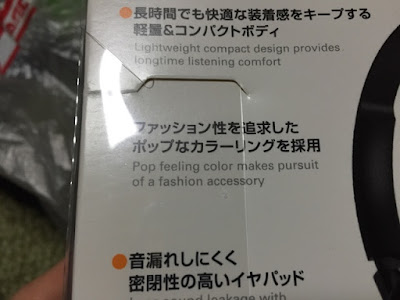 ●長時間でも快適な装着感をキープする
軽量&コンパクトボディ
Lightweight compact design provides
longtime listening comfort
ファッション性を追求した
ポップなカラーリングを採用
Pop feeling color makes pursuit
of a fashion accessory
●音漏れしにくく
密閉性の高いイヤパッド
sound leakage with